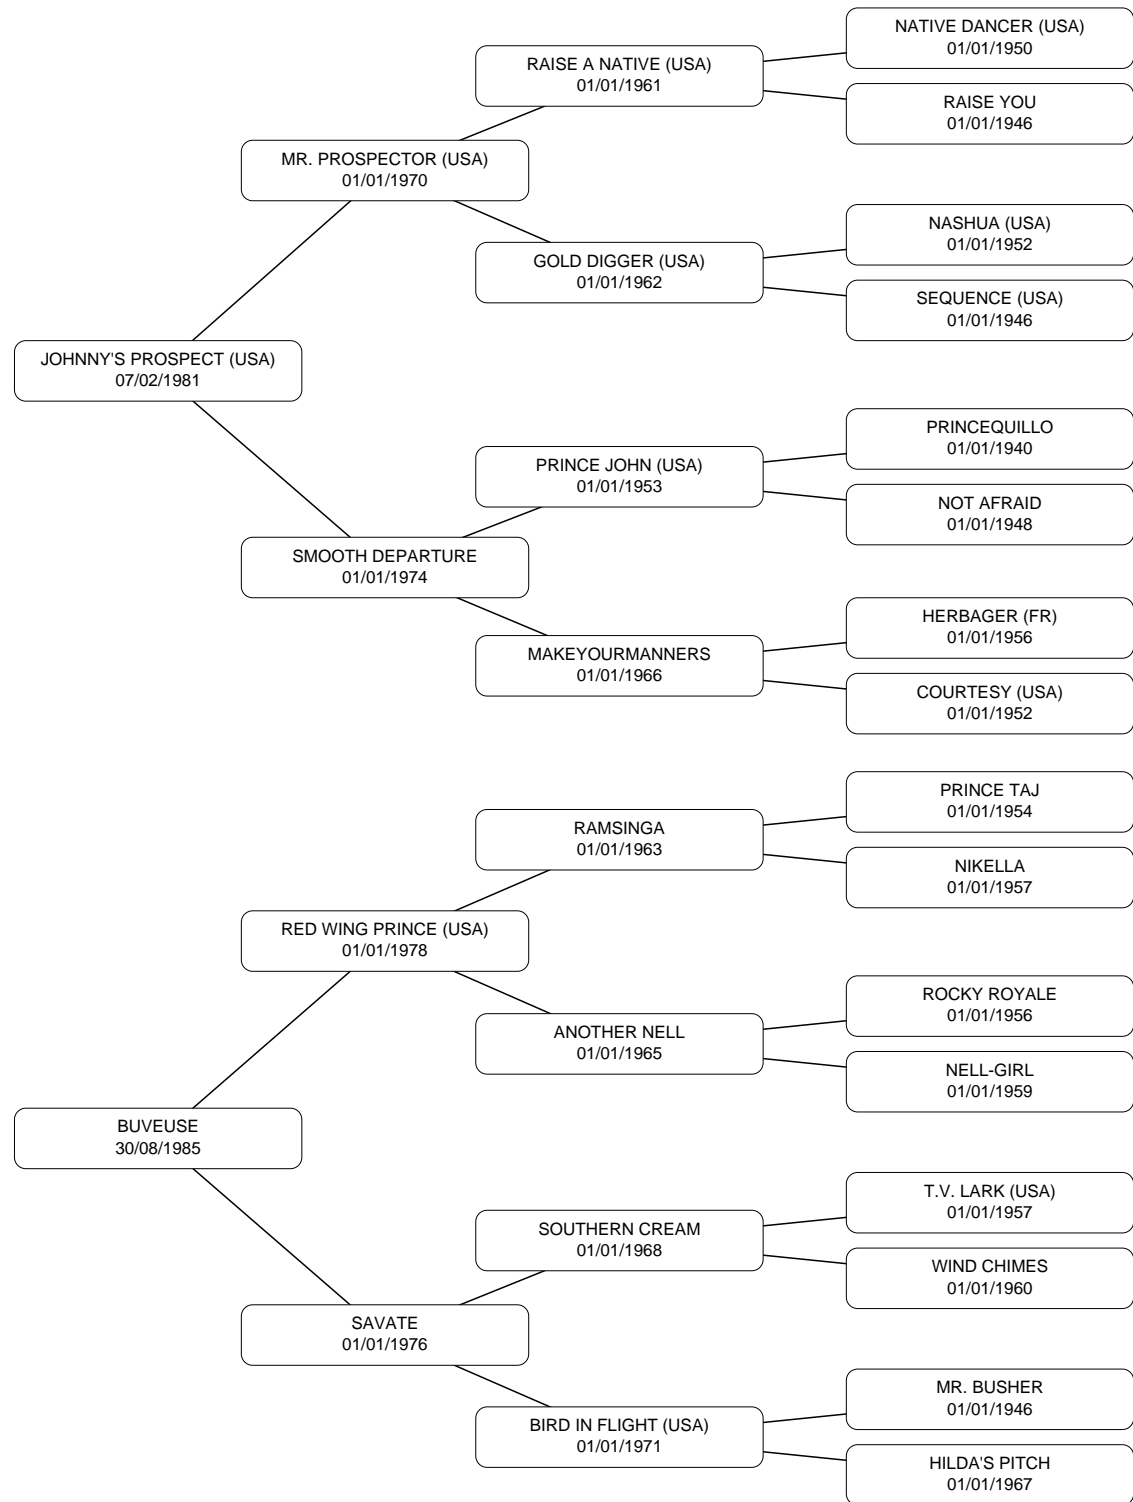 NATIVE DANCER (USA)
01/01/1950
RAISE A NATIVE (USA)
01/01/1961
RAISE YOU
01/01/1946
MR. PROSPECTOR (USA)
01/01/1970
NASHUA (USA)
01/01/1952
GOLD DIGGER (USA)
01/01/1962
SEQUENCE (USA)
01/01/1946
JOHNNY'S PROSPECT (USA)
07/02/1981
PRINCEQUILLO
01/01/1940
PRINCE JOHN (USA)
01/01/1953
NOT AFRAID
01/01/1948
SMOOTH DEPARTURE
01/01/1974
HERBAGER (FR)
01/01/1956
MAKEYOURMANNERS
01/01/1966
COURTESY (USA)
01/01/1952
PRINCE TAJ
01/01/1954
RAMSINGA
01/01/1963
NIKELLA
01/01/1957
RED WING PRINCE (USA)
01/01/1978
ROCKY ROYALE
01/01/1956
ANOTHER NELL
01/01/1965
NELL-GIRL
01/01/1959
BUVEUSE
30/08/1985
T.V. LARK (USA)
01/01/1957
SOUTHERN CREAM
01/01/1968
WIND CHIMES
01/01/1960
SAVATE
01/01/1976
MR. BUSHER
01/01/1946
BIRD IN FLIGHT (USA)
01/01/1971
HILDA'S PITCH
01/01/1967